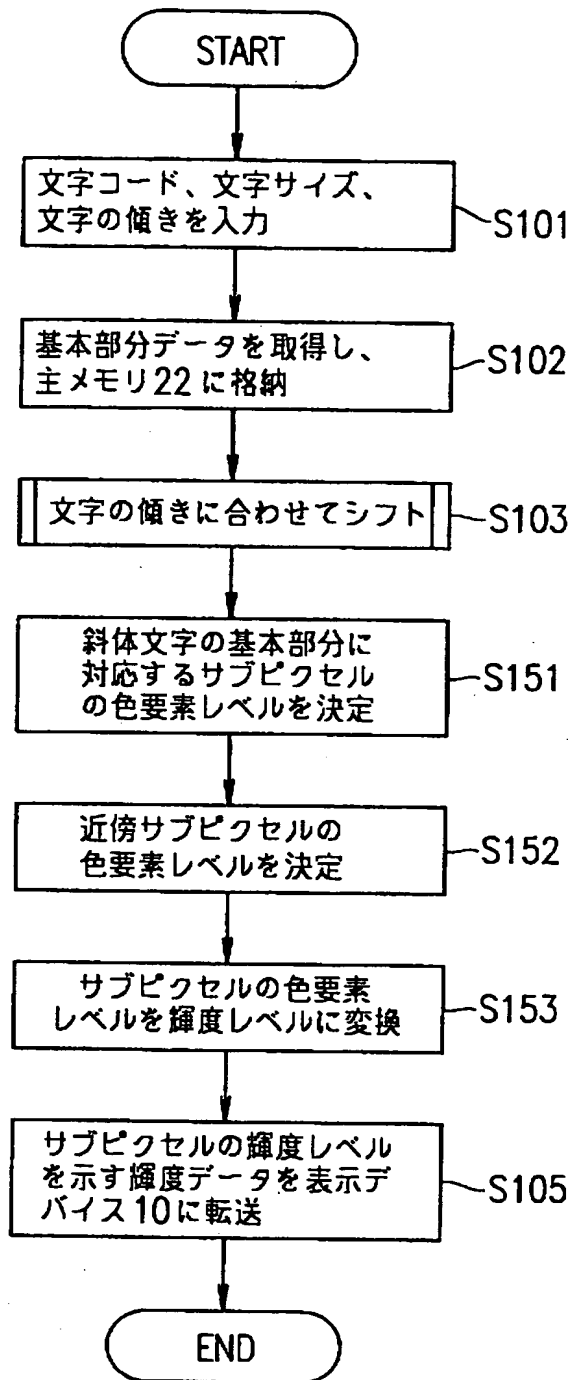 START
文字コード、文字サイズ、
文字の傾きを入力
S101
基本部分データを取得し、
主メモリ22に格納
S102
文字の傾きに合わせてシフト
S103
斜体文字の基本部分に
対応するサブピクセル
の色要素レベルを決定
S151
近傍サブピクセルの
色要素レベルを決定
S152
サブピクセルの色要素
レベルを輝度レベルに変換
S153
サブピクセルの輝度レベル
を示す輝度データを表示デ
バイス10に転送
S105
END